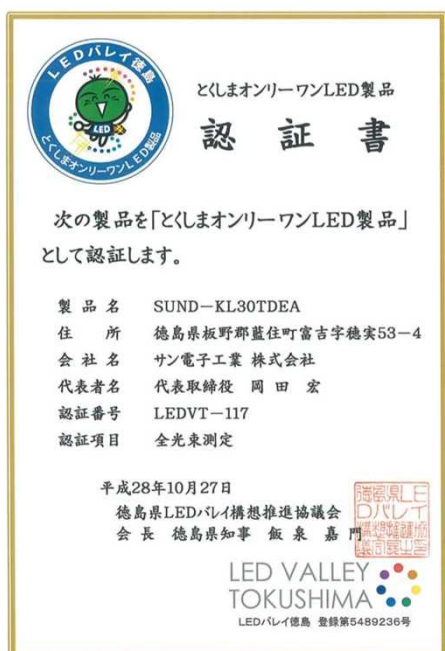 LEDバレイ徳島
LED
とくしまオンリーワンLED製品
とくしまオンリーワンLED製品
認証書
次の製品を「とくしまオンリーワンLED製品」
として認証します。
製品名 SUND-KL30TDEA
住所 徳島県板野郡藍住町富吉字穂実53-4
会社名 サン電子工業 株式会社
代表者名 代表取締役 岡田 宏
認証番号 LEDVT-117
認証項目 全光束測定
平成28年10月27日
徳島県LEDバレイ構想推進協議会
会長 徳島県知事 飯泉 嘉門
LED VALLEY
TOKUSHIMA
LEDバレイ徳島 登録第5489236号